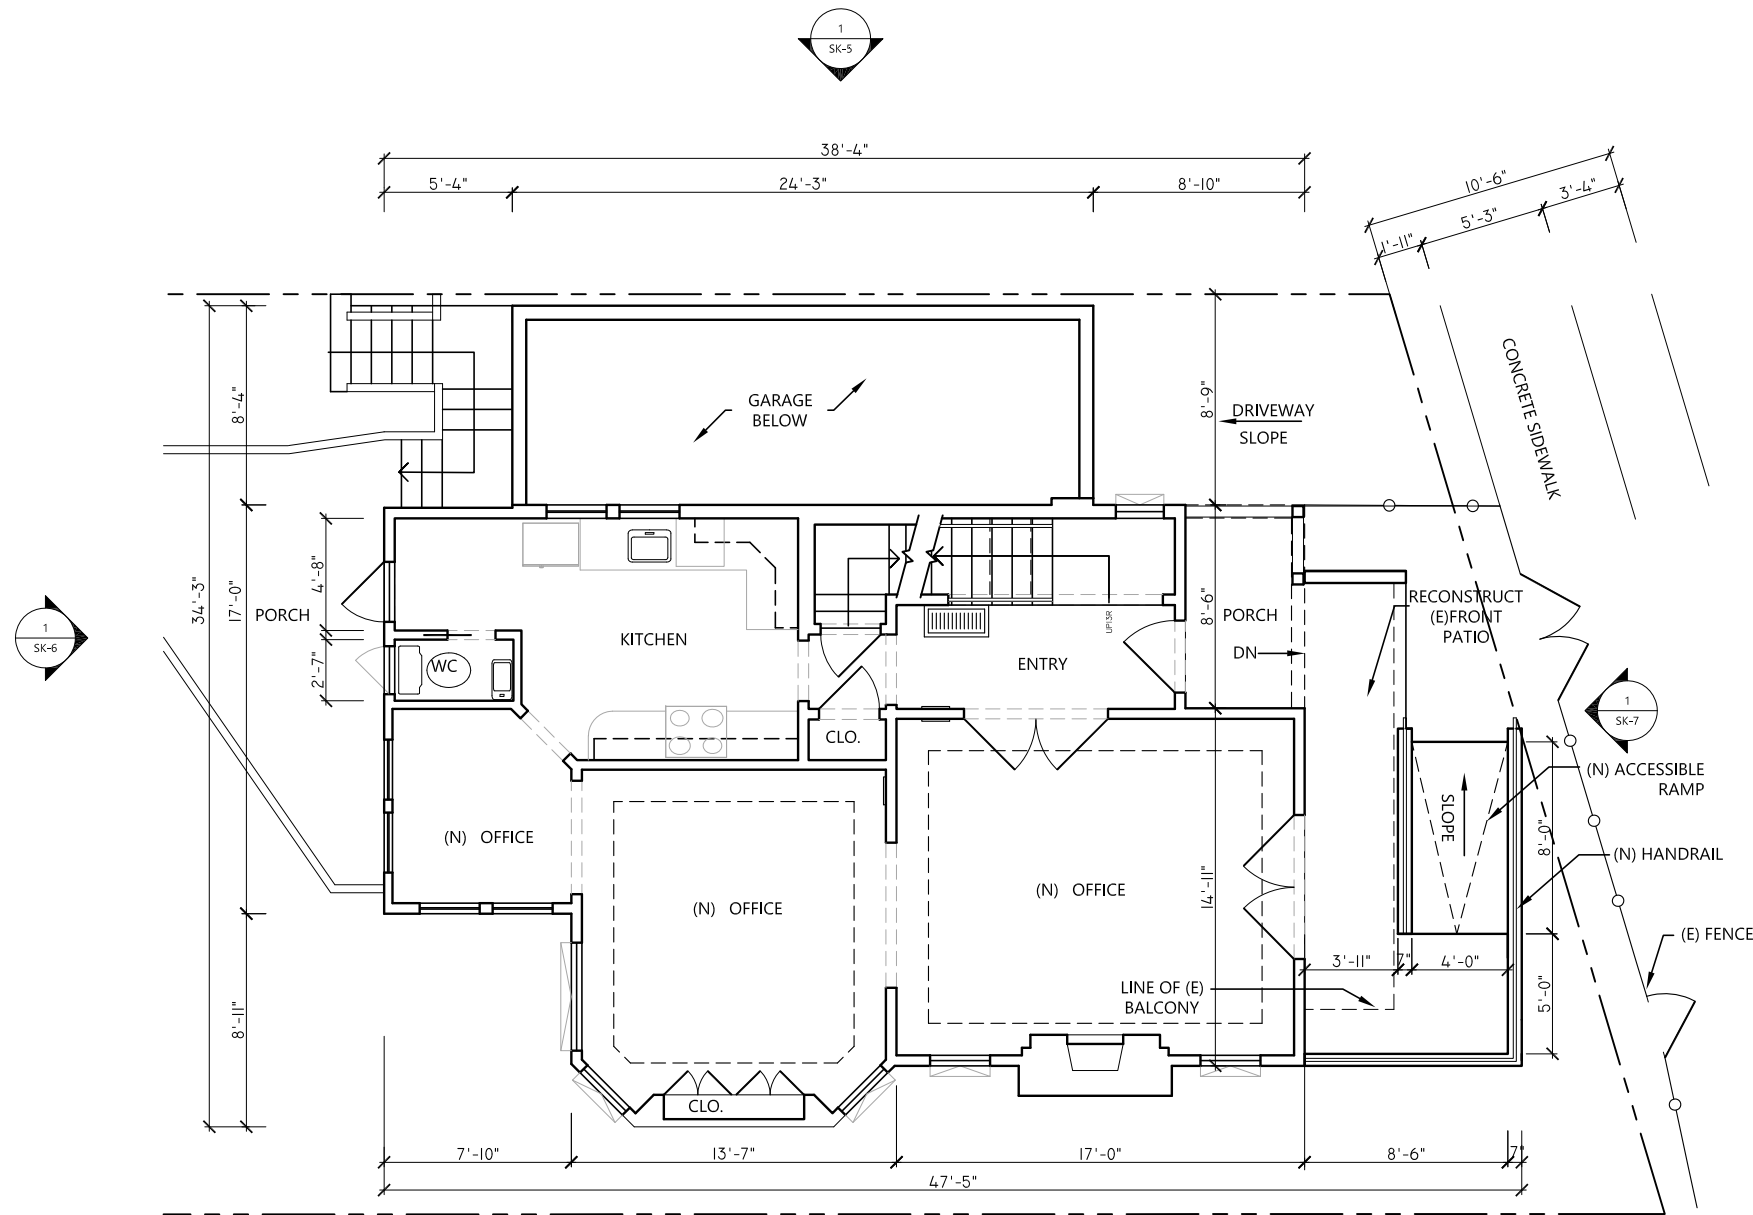 1
SK-5
38'-4"
5'-4"
24'-3"
8'-10"
10'-6"
1'-11"
5'-3"
3'-4"
34'-3"
8'-4"
17'-0"
8'-11"
4'-8"
2'-7"
GARAGE
BELOW
8'-9"
DRIVEWAY
SLOPE
CONCRETE SIDEWALK
1
SK-6
PORCH
KITCHEN
WC
UP13R
ENTRY
8'-6"
PORCH
DN
RECONSTRUCT
(E)FRONT
PATIO
1
SK-7
CLO.
(N) OFFICE
(N) OFFICE
(N) OFFICE
14'-11"
SLOPE
8'-0"
(N) ACCESSIBLE
RAMP
(N) HANDRAIL
(E) FENCE
3'-11"
7"
4'-0"
5'-0"
LINE OF (E)
BALCONY
CLO.
7'-10"
13'-7"
17'-0"
8'-6"
7"
47'-5"